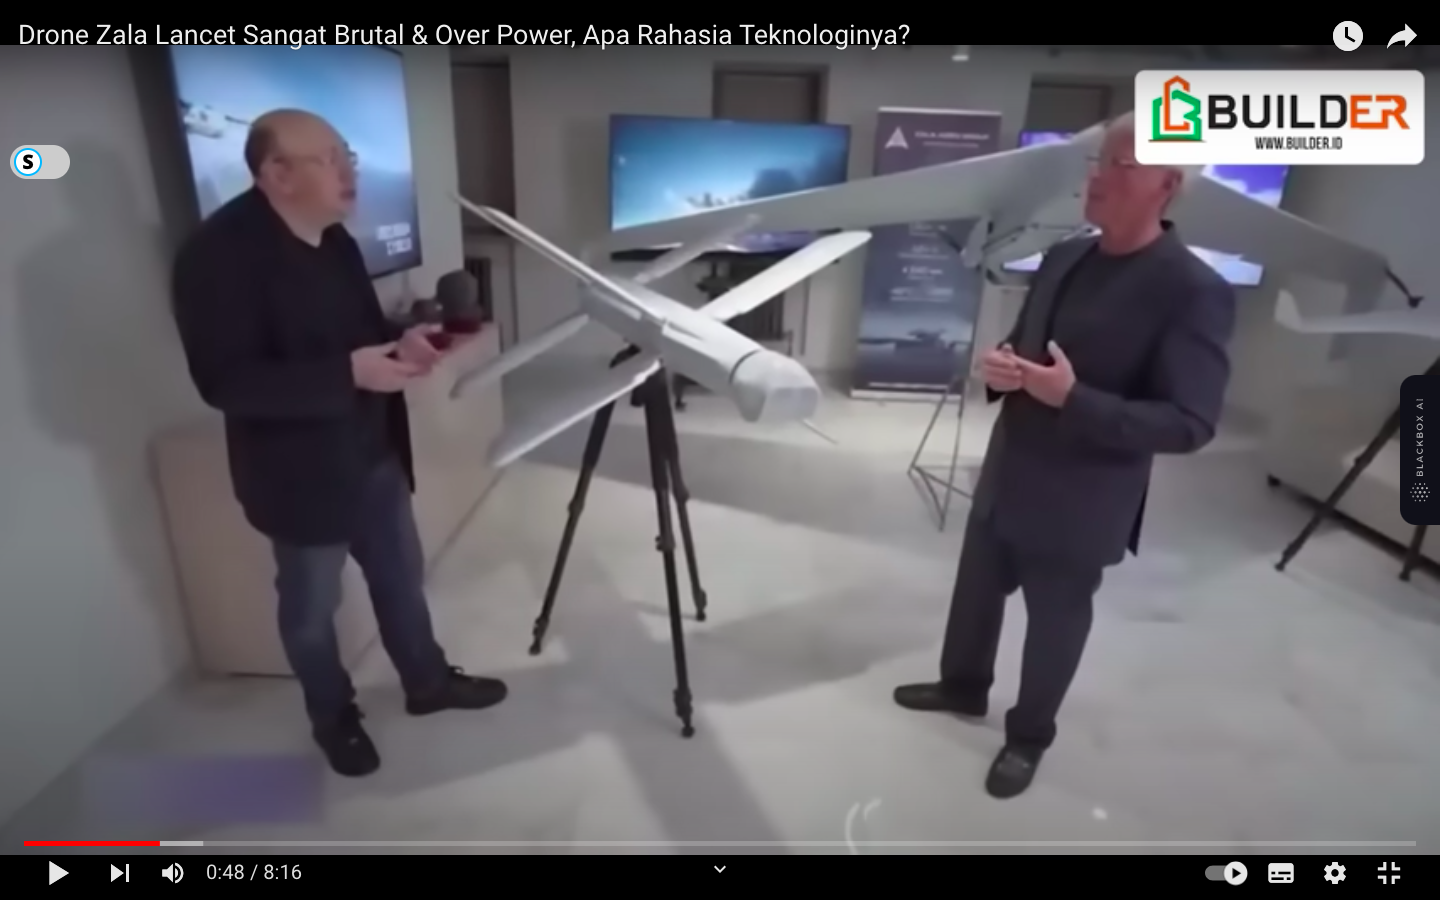 Drone Zala Lancet Sangat Brutal & Over Power, Apa Rahasia Teknologinya?
BUILDER
WWW.BUILDER.ID
S
BLACKBOX AI
0:48 / 8:16